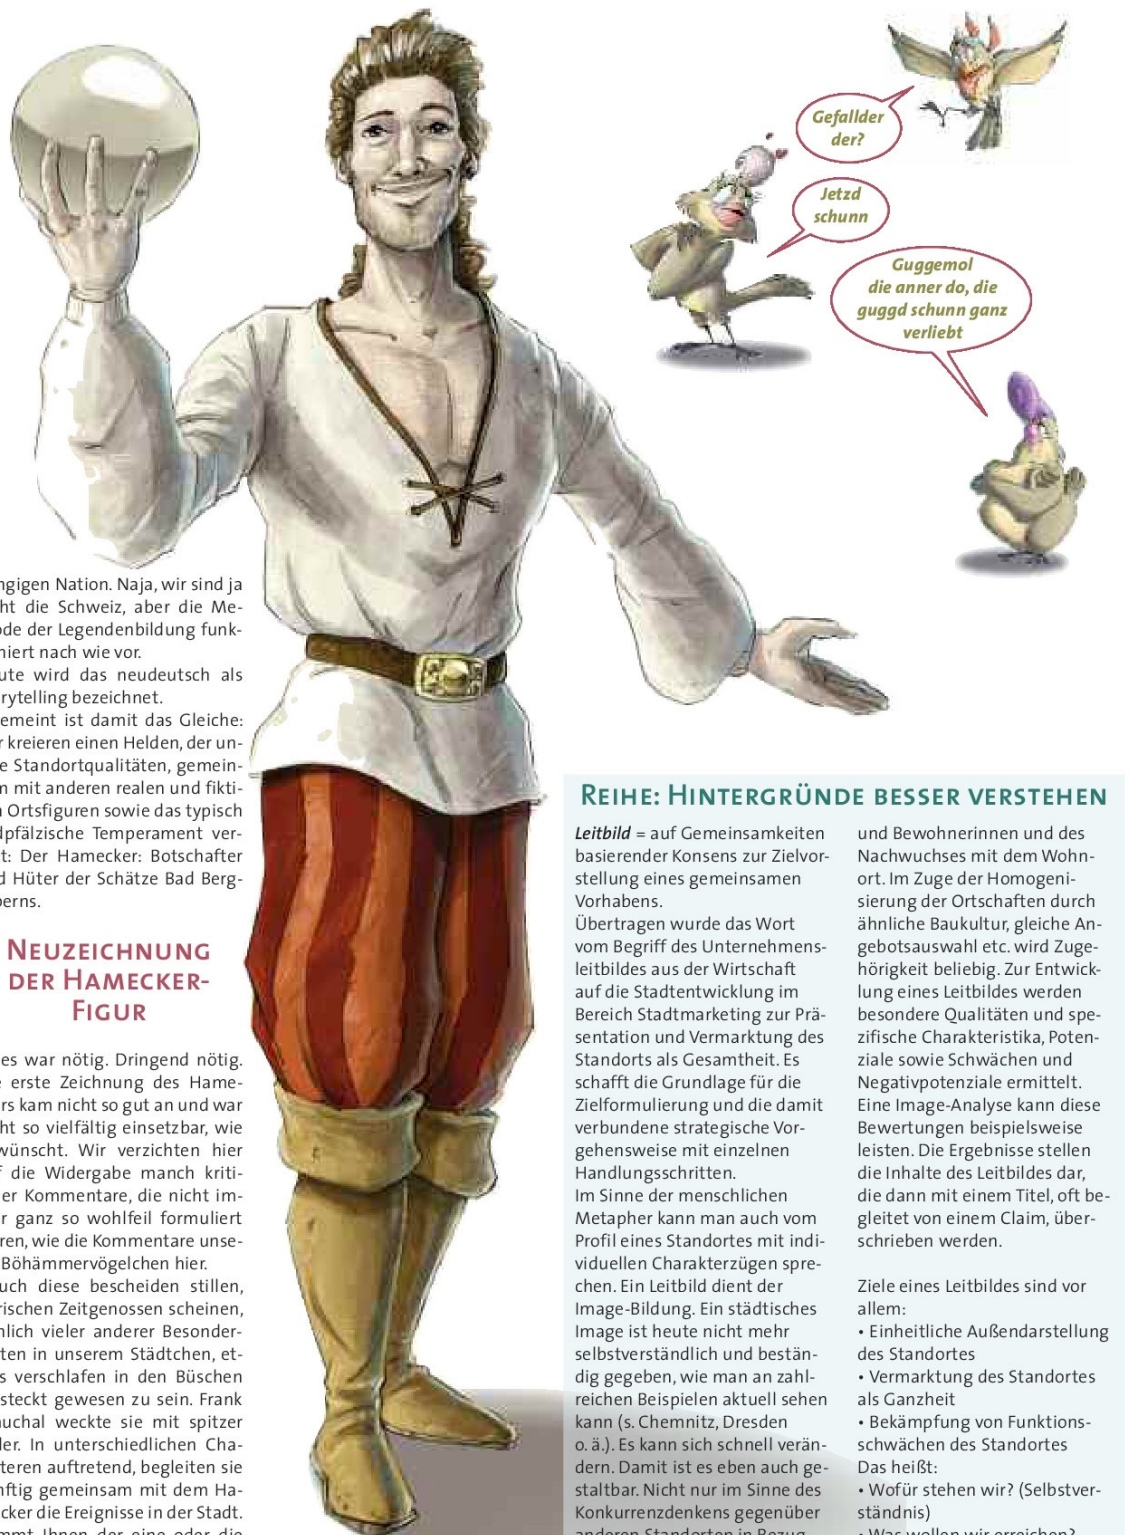 Gefallder
der?
Jetzd
schunn
Guggemol
die anner do, die
guggd schunn ganz
verliebt
ngigen Nation. Naja, wir sind ja
ht die Schweiz, aber die Me-
ode der Legendenbildung funk-
niert nach wie vor.
ute wird das neudeutsch als
rytelling bezeichnet.
emeint ist damit das Gleiche:
r kreieren einen Helden, der un-
e Standortqualitäten, gemein-
n mit anderen realen und fikti-
n Ortsfiguren sowie das typisch
dpfälzische Temperament ver-
t: Der Hamecker: Botschafter
d Hüter der Schätze Bad Berg-
berns.
Neuzeichnung
der Hamecker-
Figur
es war nötig. Dringend nötig.
e erste Zeichnung des Hame-
rs kam nicht so gut an und war
ht so vielfältig einsetzbar, wie
wünscht. Wir verzichten hier
f die Widergabe manch kriti-
er Kommentare, die nicht im-
r ganz so wohlfeil formuliert
ren, wie die Kommentare unse-
Böhämmervögelchen hier.
uch diese bescheiden stillen,
rischen Zeitgenossen scheinen,
nlich vieler anderer Besonder-
ten in unserem Städtchen, et-
s verschlafen in den Büschen
steckt gewesen zu sein. Frank
uchal weckte sie mit spitzer
der. In unterschiedlichen Cha-
teren auftretend, begleiten sie
nftig gemeinsam mit dem Ha-
cker die Ereignisse in der Stadt.
mmt Ihnen der eine oder die
Reihe: Hintergründe besser verstehen
Leitbild = auf Gemeinsamkeiten
basierender Konsens zur Zielvor-
stellung eines gemeinsamen
Vorhabens.
Übertragen wurde das Wort
vom Begriff des Unternehmens-
leitbildes aus der Wirtschaft
auf die Stadtentwicklung im
Bereich Stadtmarketing zur Prä-
sentation und Vermarktung des
Standorts als Gesamtheit. Es
schafft die Grundlage für die
Zielformulierung und die damit
verbundene strategische Vor-
gehensweise mit einzelnen
Handlungsschritten.
Im Sinne der menschlichen
Metapher kann man auch vom
Profil eines Standortes mit indi-
viduellen Charakterzügen spre-
chen. Ein Leitbild dient der
Image-Bildung. Ein städtisches
Image ist heute nicht mehr
selbstverständlich und bestän-
dig gegeben, wie man an zahl-
reichen Beispielen aktuell sehen
kann (s. Chemnitz, Dresden
o. ä.). Es kann sich schnell verän-
dern. Damit ist es eben auch ge-
staltbar. Nicht nur im Sinne des
Konkurrenzdenkens gegenüber
anderen Standorten in Bezug
und Bewohnerinnen und des
Nachwuchses mit dem Wohn-
ort. Im Zuge der Homogeni-
sierung der Ortschaften durch
ähnliche Baukultur, gleiche An-
gebotsauswahl etc. wird Zuge-
hörigkeit beliebig. Zur Entwick-
lung eines Leitbildes werden
besondere Qualitäten und spe-
zifische Charakteristika, Poten-
ziale sowie Schwächen und
Negativpotenziale ermittelt.
Eine Image-Analyse kann diese
Bewertungen beispielsweise
leisten. Die Ergebnisse stellen
die Inhalte des Leitbildes dar,
die dann mit einem Titel, oft be-
gleitet von einem Claim, über-
schrieben werden.
Ziele eines Leitbildes sind vor
allem:
• Einheitliche Außendarstellung
des Standortes
• Vermarktung des Standortes
als Ganzheit
• Bekämpfung von Funktions-
schwächen des Standortes
Das heißt:
• Wofür stehen wir? (Selbstver-
ständnis)
• Was wollen wir erreichen?